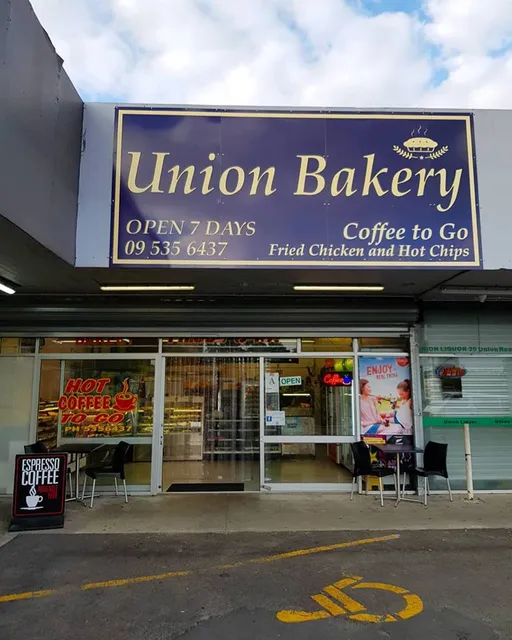 Union Bakery
OPEN 7 DAYS
09 535 6437
Coffee to Go
Fried Chicken and Hot Chips
HOT
COFFEE
TO GO
ENJOY
A
OPEN
Coffee
ESPRESSO
COFFEE